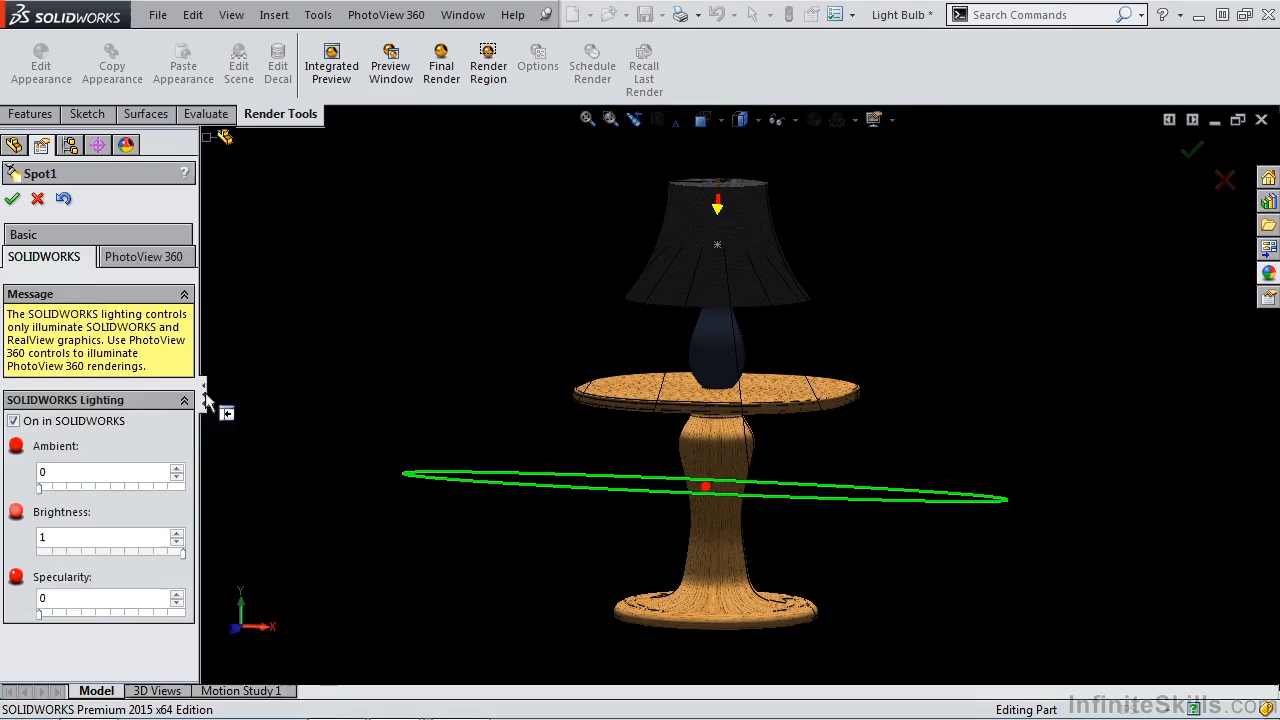 SOLIDWORKS File Edit View Insert Tools PhotoView 360 Window Help Light Bulb * Search Commands
Edit Appearance
Copy Appearance
Paste Appearance
Edit Scene
Edit Decal
Integrated Preview
Preview Window
Final Render
Render Region
Options
Schedule Render
Recall Last Render
Features Sketch Surfaces Evaluate Render Tools
Spot1 ?
Basic
SOLIDWORKS PhotoView 360
Message
The SOLIDWORKS lighting controls
only illuminate SOLIDWORKS and
RealView graphics. Use PhotoView
360 controls to illuminate
PhotoView 360 renderings.
SOLIDWORKS Lighting
On in SOLIDWORKS
Ambient:
0
Brightness:
1
Specularity:
0
Y
X
Model 3D Views Motion Study 1
InfiniteSkills.com
SOLIDWORKS Premium 2015 x64 Edition Editing Part